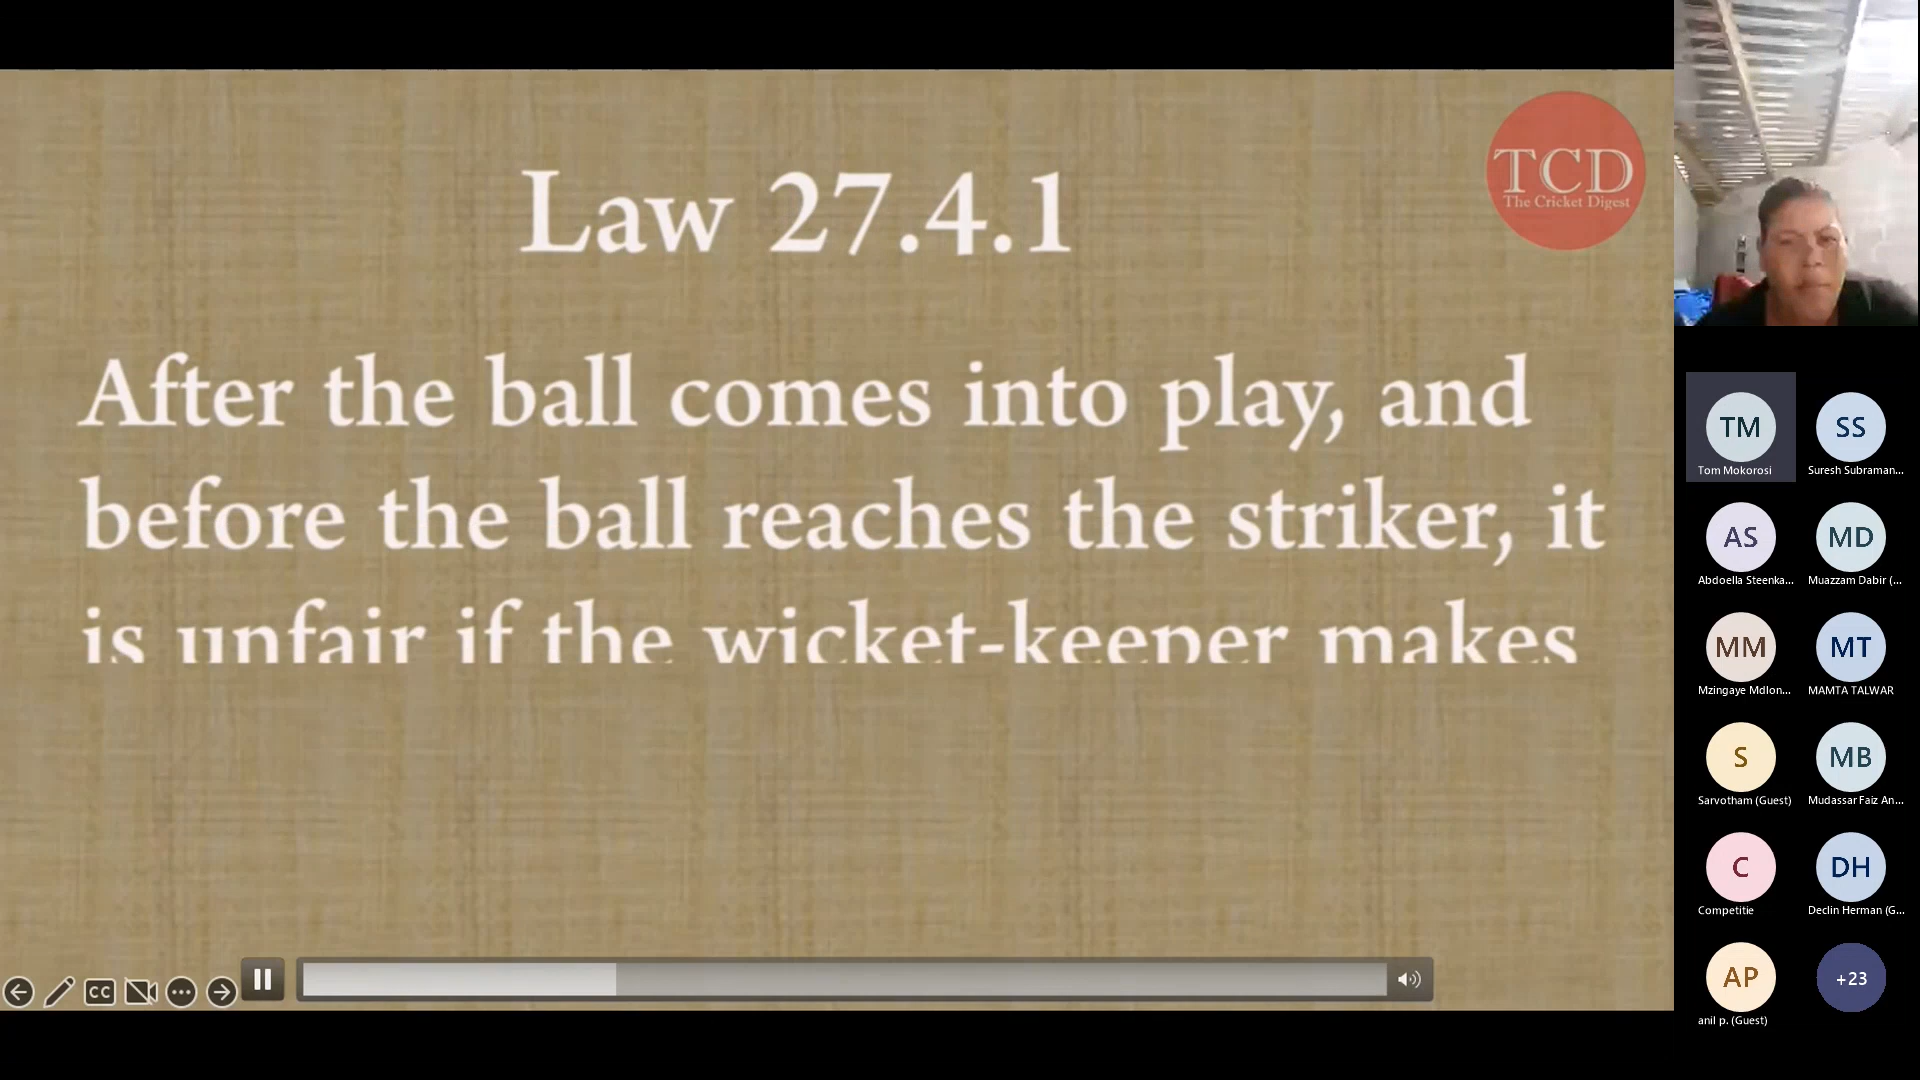 Law 27.4.1
TCD
The Cricket Digest
After the ball comes into play, and
before the ball reaches the striker, it
is unfair if the wicket-keeper makes
CC
TM
Tom Mokorosi
SS
Suresh Subraman...
AS
Abdoella Steenka...
MD
Muazzam Dabir (...
MM
Mzingaye Mdlon...
MT
MAMTA TALWAR
S
Sarvotham (Guest)
MB
Mudassar Faiz An...
C
Competitie
DH
Declin Herman (G...
AP
anil p. (Guest)
+23